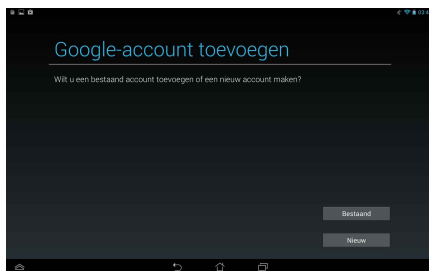 Google-account toevoegen
Wilt u een bestaand account toevoegen of een nieuw account maken?
Bestaand
Nieuw